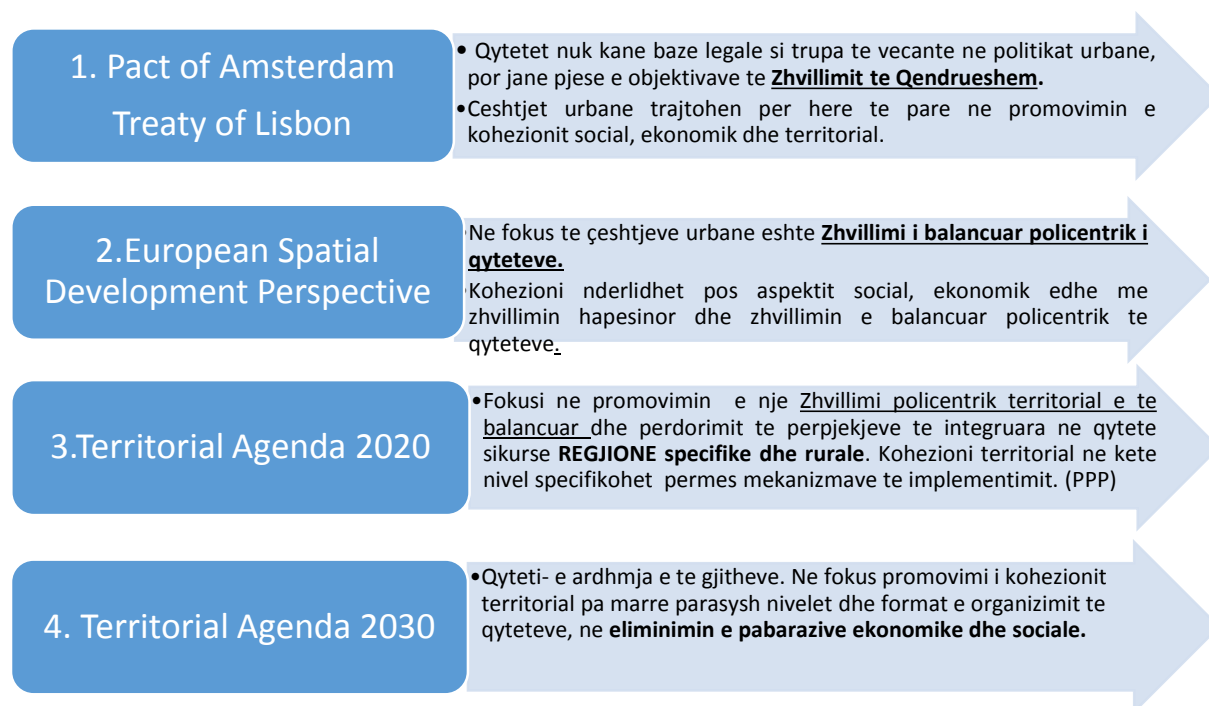 1. Pact of Amsterdam
Treaty of Lisbon
• Qytetet nuk kane baze legale si trupa te vecante ne politikat urbane,
por jane pjese e objektivave te Zhvillimit te Qendrueshem.
•Ceshtjet urbane trajtohen per here te pare ne promovimin e
kohezionit social, ekonomik dhe territorial.
2.European Spatial
Development Perspective
•Ne fokus te çeshtjeve urbane eshte Zhvillimi i balancuar policentrik i
qyteteve.
•Kohezioni nderlidhet pos aspektit social, ekonomik edhe me
zhvillimin hapesinor dhe zhvillimin e balancuar policentrik te
qyteteve.
3.Territorial Agenda 2020
•Fokusi ne promovimin e nje Zhvillimi policentrik territorial e te
balancuar dhe perdorimit te perpjekjeve te integruara ne qytete
sikurse REGJIONE specifike dhe rurale. Kohezioni territorial ne kete
nivel specifikohet permes mekanizmave te implementimit. (PPP)
4. Territorial Agenda 2030
•Qyteti- e ardhmja e te gjitheve. Ne fokus promovimi i kohezionit
territorial pa marre parasysh nivelet dhe format e organizimit te
qyteteve, ne eliminimin e pabarazive ekonomike dhe sociale.